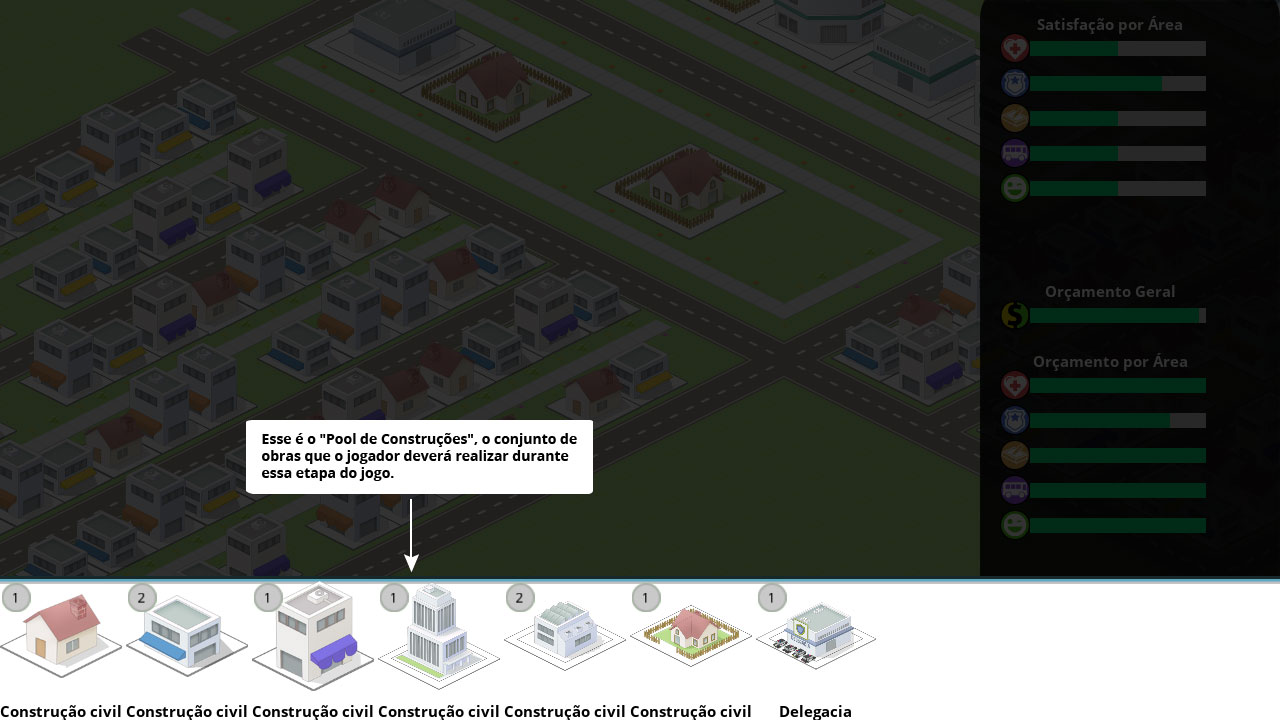 Satisfação por Área
Orçamento Geral
Orçamento por Área
Esse é o "Pool de Construções", o conjunto de
obras que o jogador deverá realizar durante
essa etapa do jogo.
1 2 1 1 2 1 1
Construção civil Construção civil Construção civil Construção civil Construção civil Construção civil Delegacia